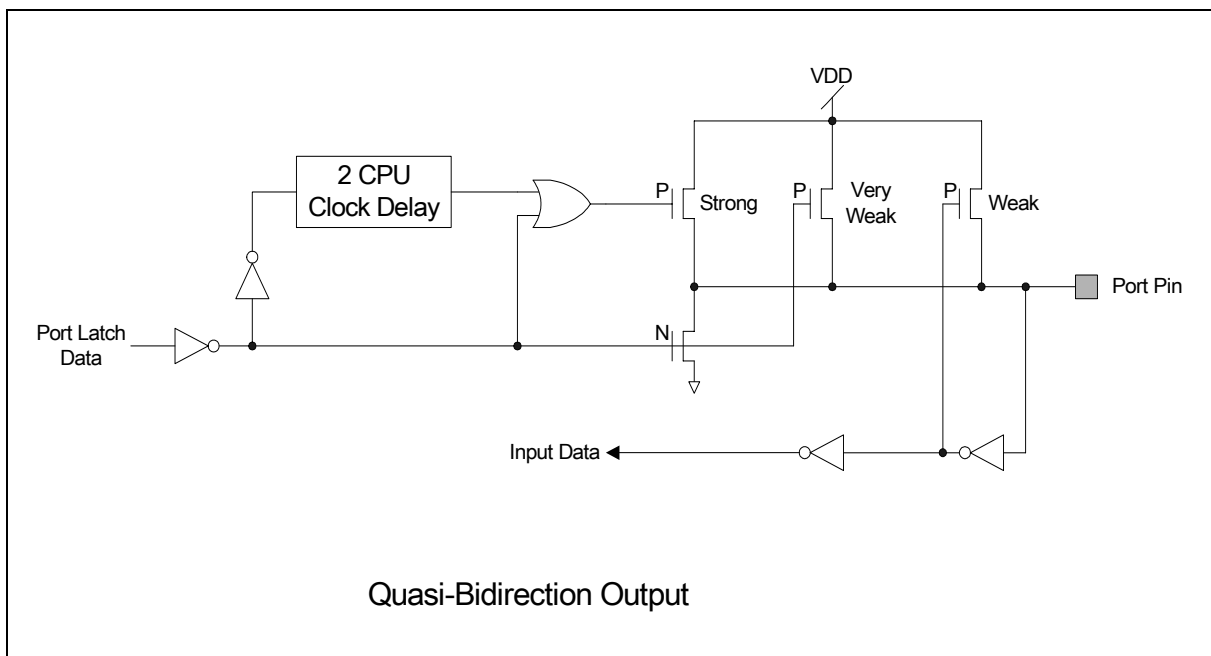 VDD
2 CPU
Clock Delay
P
Strong
P
Very
Weak
P
Weak
Port Pin
Port Latch
Data
N
Input Data
Quasi-Bidirection Output